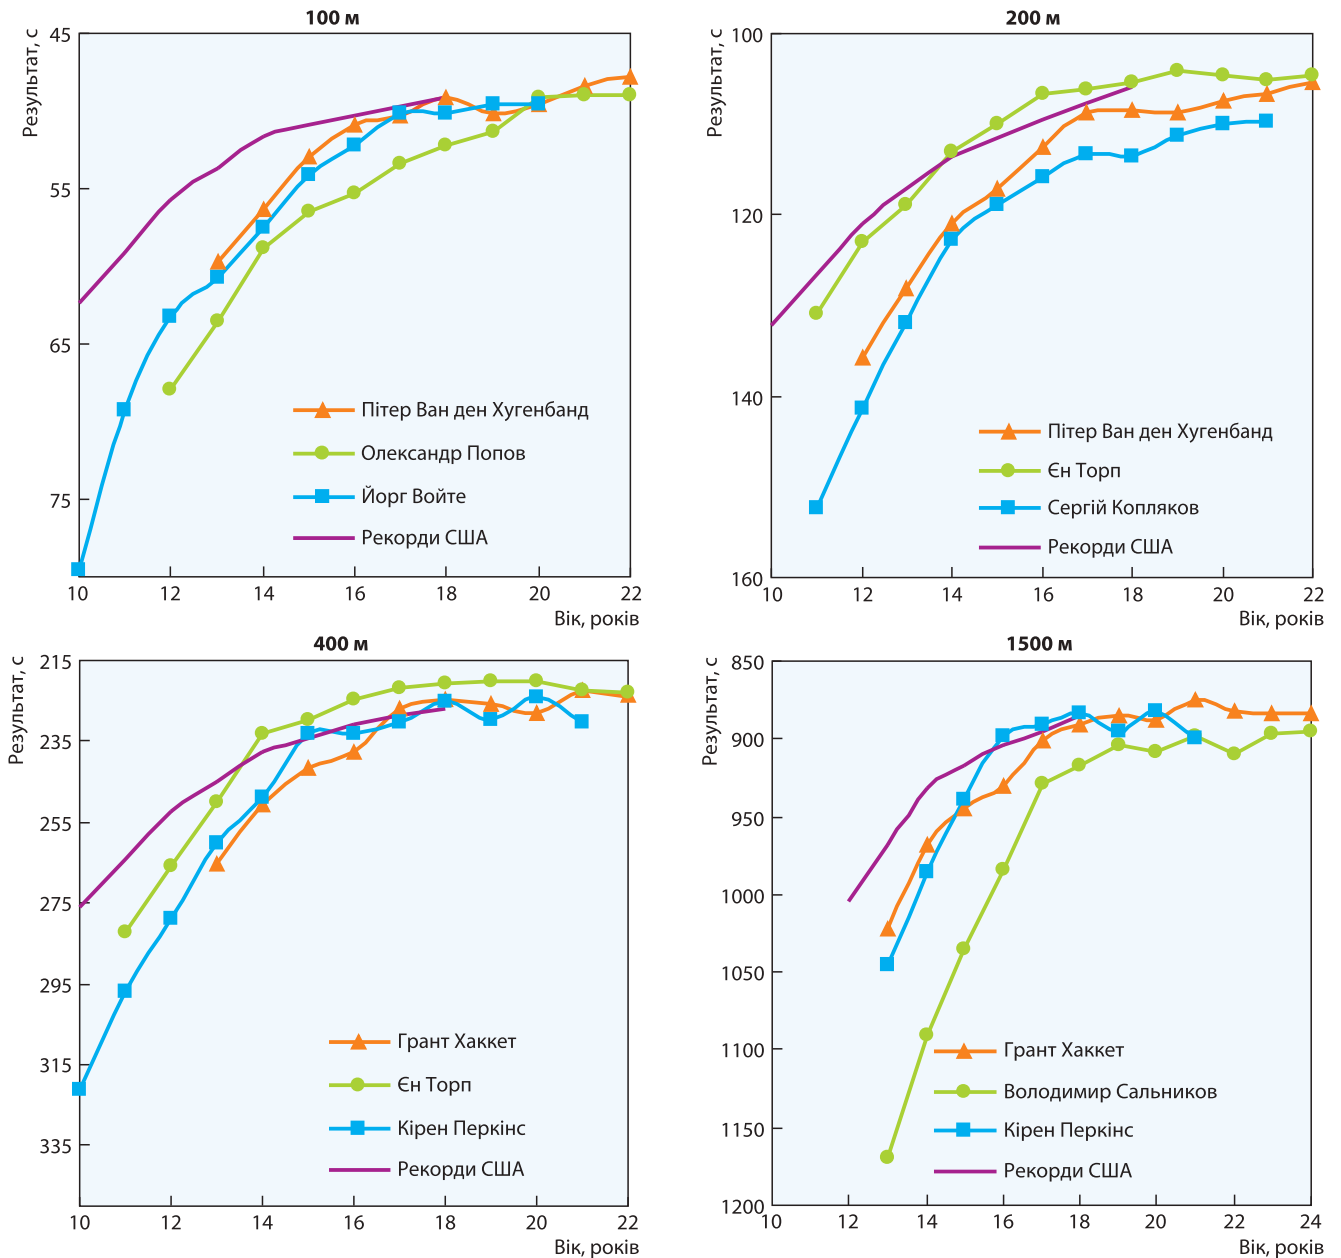 100 м
Результат, с
45
55
65
75
Пітер Ван ден Хугенбанд
Олександр Попов
Йорг Войте
Рекорди США
10 12 14 16 18 20 22
Вік, років
200 м
Результат, с
100
120
140
160
Пітер Ван ден Хугенбанд
Єн Торп
Сергій Копляков
Рекорди США
10 12 14 16 18 20 22
Вік, років
400 м
Результат, с
215
235
255
275
295
315
335
Грант Хаккет
Єн Торп
Кірен Перкінс
Рекорди США
10 12 14 16 18 20 22
Вік, років
1500 м
Результат, с
850
900
950
1000
1050
1100
1150
1200
Грант Хаккет
Володимир Сальников
Кірен Перкінс
Рекорди США
10 12 14 16 18 20 22 24
Вік, років